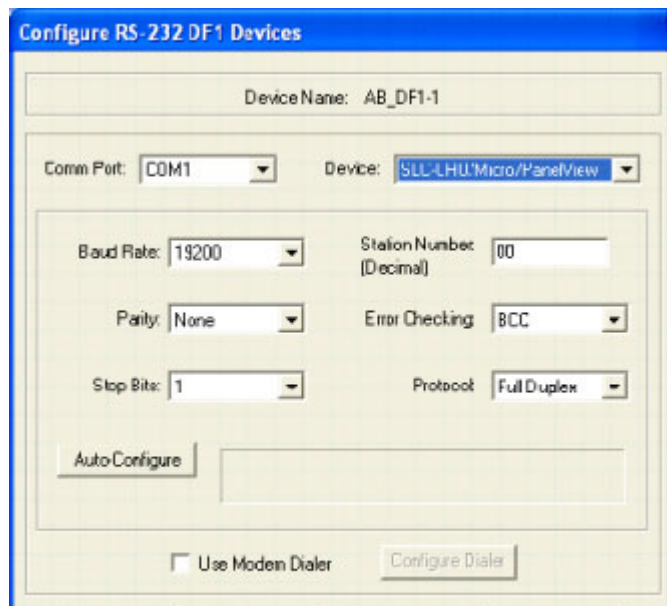 Configure RS-232 DF1 Devices
Device Name: AB_DF1-1
Comm Port: COM1 Device: SLC-CH0/Micro/PanelView
Baud Rate: 19200 Station Number: 00
(Decimal)
Parity: None Error Checking: BCC
Stop Bits: 1 Protocol: Full Duplex
Auto-Configure
Use Modem Dialer Configure Dialer